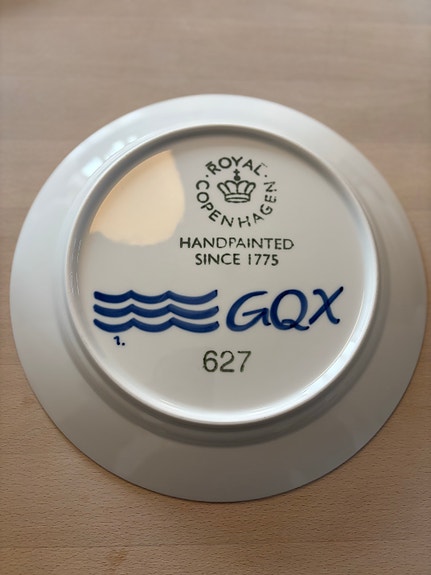 ROYAL
COPENHAGEN
HANDPAINTED
SINCE 1775
GQX
1.
627